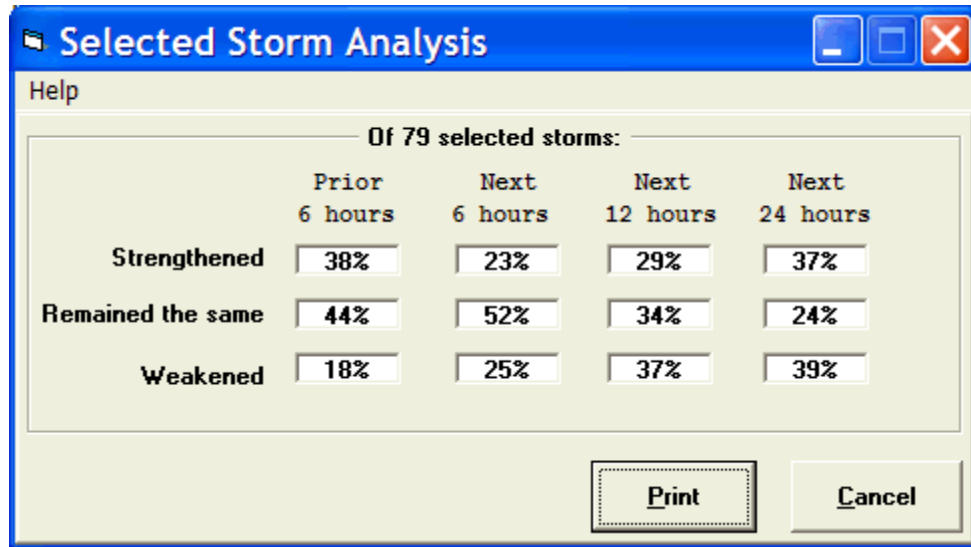 Selected Storm Analysis
Help
Of 79 selected storms:
Prior Next Next Next
6 hours 6 hours 12 hours 24 hours
Strengthened 38% 23% 29% 37%
Remained the same 44% 52% 34% 24%
Weakened 18% 25% 37% 39%
Print Cancel